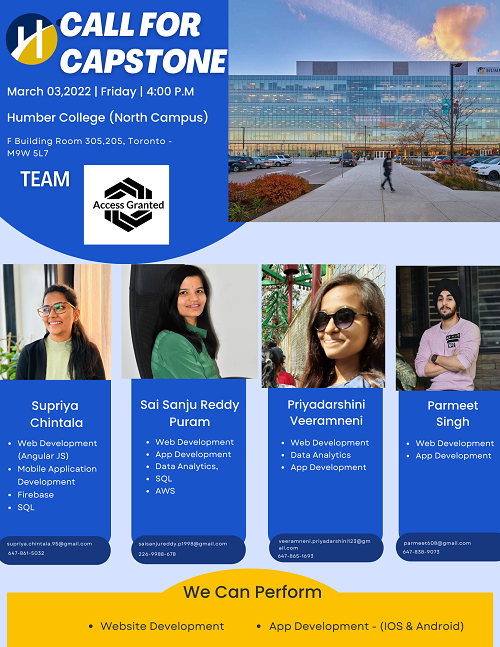 H
CALL FOR
CAPSTONE
March 03,2022 | Friday | 4:00 P.M
Humber College (North Campus)
F Building Room 305,205, Toronto -
M9W 5L7
TEAM
Access Granted
Supriya
Chintala
Web Development
(Angular JS)
Mobile Application
Development
Firebase
SQL
supriya.chintala.95@gmail.com
647-861-5032
Sai Sanju Reddy
Puram
Web Development
App Development
Data Analytics,
SQL
AWS
saisanjureddy.p1998@gmail.com
226-9988-678
Priyadarshini
Veeramneni
Web Development
Data Analytics
App Development
veeramneni.priyadarshini123@gm
ail.com
647-865-1693
Parmeet
Singh
Web Development
App Development
parmeet608@gmail.com
647-838-9073
We Can Perform
Website Development
App Development - (IOS & Android)